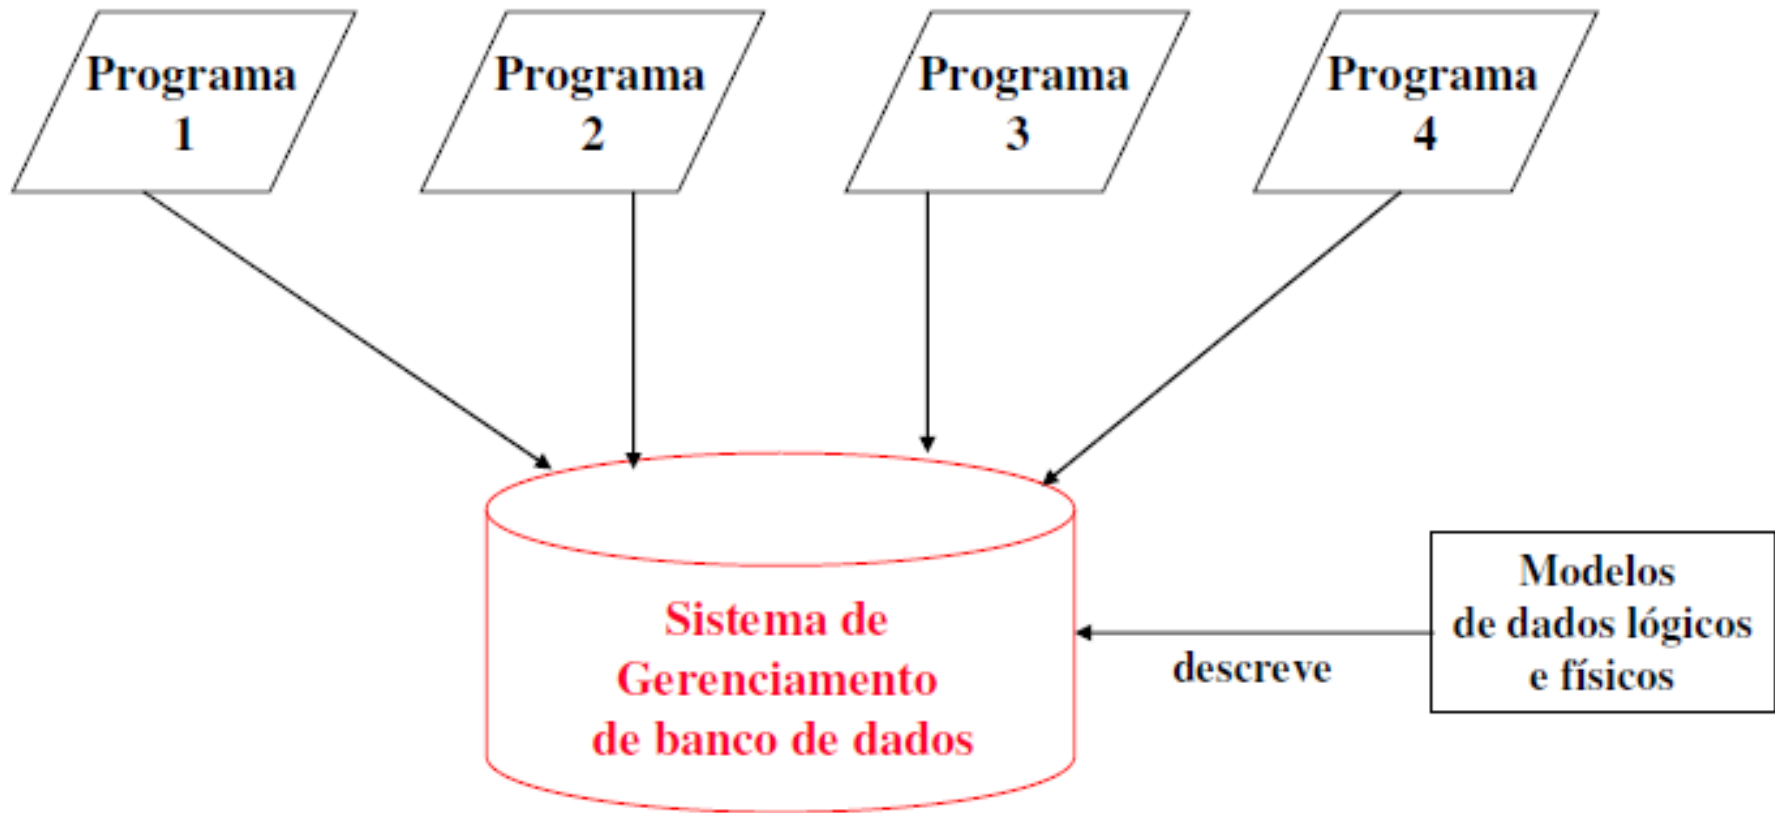 Programa
1
Programa
2
Programa
3
Programa
4
Sistema de
Gerenciamento
de banco de dados
descreve
Modelos
de dados lógicos
e físicos